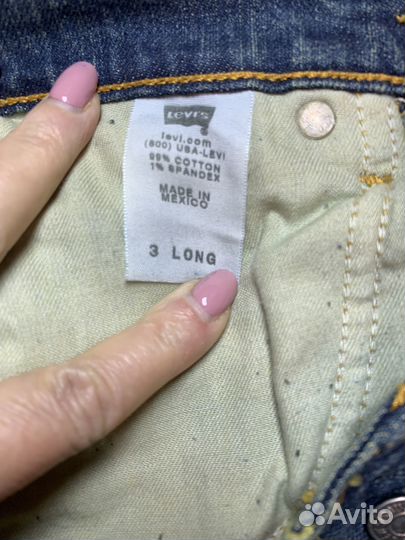 Levi's
levi.com
(800) USA-LEVI
99% COTTON
1% SPANDEX
MADE IN
MEXICO
3 LONG
Avito